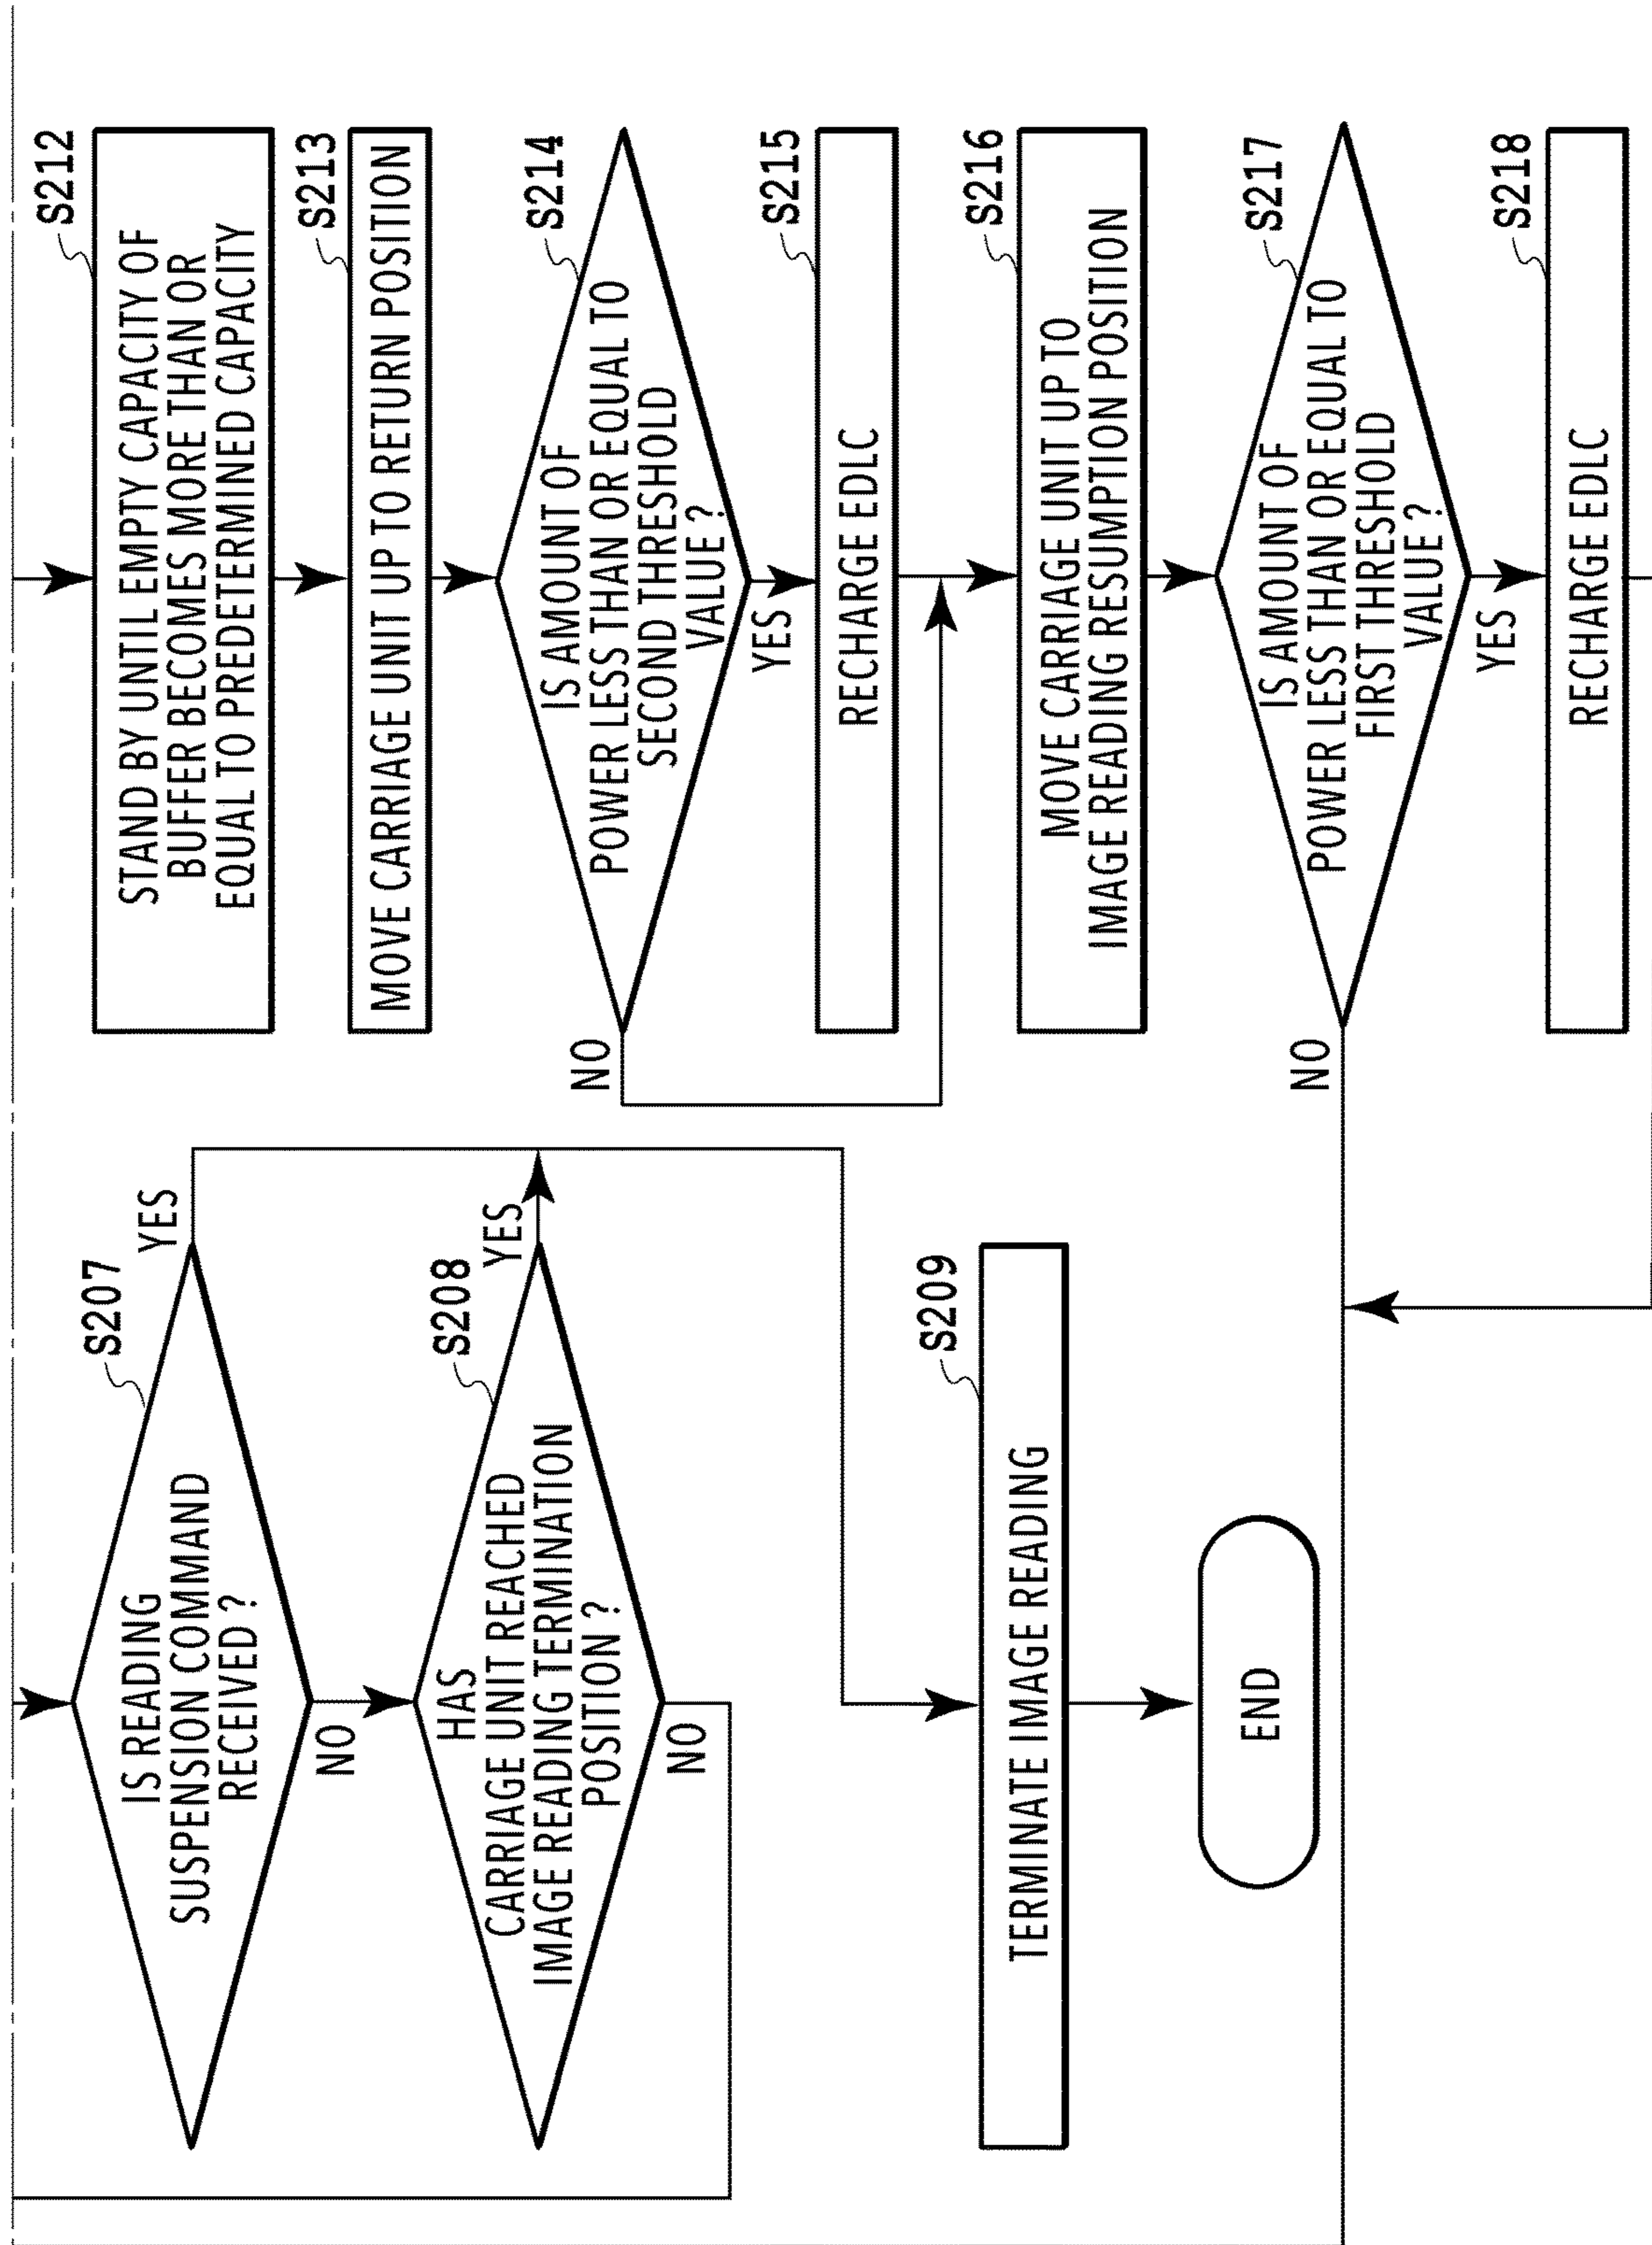 S207
IS READING
SUSPENSION COMMAND
RECEIVED ?
YES
NO
S208
HAS
CARRIAGE UNIT REACHED
IMAGE READING TERMINATION
POSITION ?
YES
NO
S209
TERMINATE IMAGE READING
END
S212
STAND BY UNTIL EMPTY CAPACITY OF
BUFFER BECOMES MORE THAN OR
EQUAL TO PREDETERMINED CAPACITY
S213
MOVE CARRIAGE UNIT UP TO RETURN POSITION
S214
IS AMOUNT OF
POWER LESS THAN OR EQUAL TO
SECOND THRESHOLD
VALUE ?
NO
YES
S215
RECHARGE EDLC
S216
MOVE CARRIAGE UNIT UP TO
IMAGE READING RESUMPTION POSITION
S217
IS AMOUNT OF
POWER LESS THAN OR EQUAL TO
FIRST THRESHOLD
VALUE ?
NO
YES
S218
RECHARGE EDLC